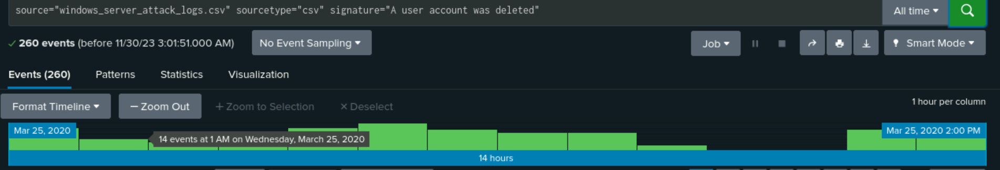 source="windows_server_attack_logs.csv" sourcetype="csv" signature="A user account was deleted"
All time
260 events (before 11/30/23 3:01:51.000 AM)
No Event Sampling
Job
Smart Mode
Events (260)
Patterns
Statistics
Visualization
Format Timeline
— Zoom Out
+ Zoom to Selection
× Deselect
1 hour per column
Mar 25, 2020
14 events at 1 AM on Wednesday, March 25, 2020
Mar 25, 2020 2:00 PM
14 hours